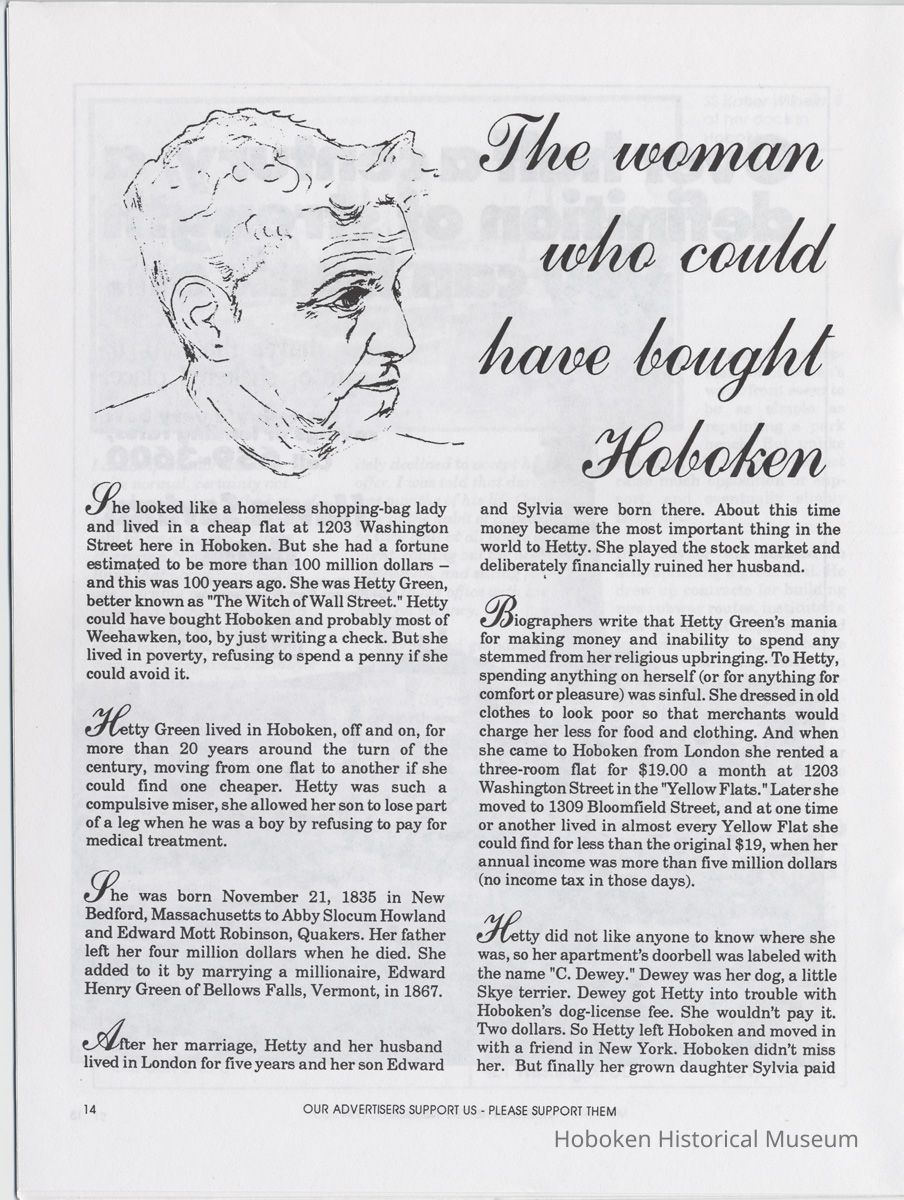 The woman
who could
have bought
Hoboken
She looked like a homeless shopping-bag lady
and lived in a cheap flat at 1203 Washington
Street here in Hoboken. But she had a fortune
estimated to be more than 100 million dollars –
and this was 100 years ago. She was Hetty Green,
better known as "The Witch of Wall Street." Hetty
could have bought Hoboken and probably most of
Weehawken, too, by just writing a check. But she
lived in poverty, refusing to spend a penny if she
could avoid it.
Hetty Green lived in Hoboken, off and on, for
more than 20 years around the turn of the
century, moving from one flat to another if she
could find one cheaper. Hetty was such a
compulsive miser, she allowed her son to lose part
of a leg when he was a boy by refusing to pay for
medical treatment.
She was born November 21, 1835 in New
Bedford, Massachusetts to Abby Slocum Howland
and Edward Mott Robinson, Quakers. Her father
left her four million dollars when he died. She
added to it by marrying a millionaire, Edward
Henry Green of Bellows Falls, Vermont, in 1867.
After her marriage, Hetty and her husband
lived in London for five years and her son Edward
and Sylvia were born there. About this time
money became the most important thing in the
world to Hetty. She played the stock market and
deliberately financially ruined her husband.
Biographers write that Hetty Green's mania
for making money and inability to spend any
stemmed from her religious upbringing. To Hetty,
spending anything on herself (or for anything for
comfort or pleasure) was sinful. She dressed in old
clothes to look poor so that merchants would
charge her less for food and clothing. And when
she came to Hoboken from London she rented a
three-room flat for $19.00 a month at 1203
Washington Street in the "Yellow Flats." Later she
moved to 1309 Bloomfield Street, and at one time
or another lived in almost every Yellow Flat she
could find for less than the original $19, when her
annual income was more than five million dollars
(no income tax in those days).
Hetty did not like anyone to know where she
was, so her apartment's doorbell was labeled with
the name "C. Dewey." Dewey was her dog, a little
Skye terrier. Dewey got Hetty into trouble with
Hoboken's dog-license fee. She wouldn't pay it.
Two dollars. So Hetty left Hoboken and moved in
with a friend in New York. Hoboken didn't miss
her. But finally her grown daughter Sylvia paid
14
OUR ADVERTISERS SUPPORT US - PLEASE SUPPORT THEM
Hoboken Historical Museum